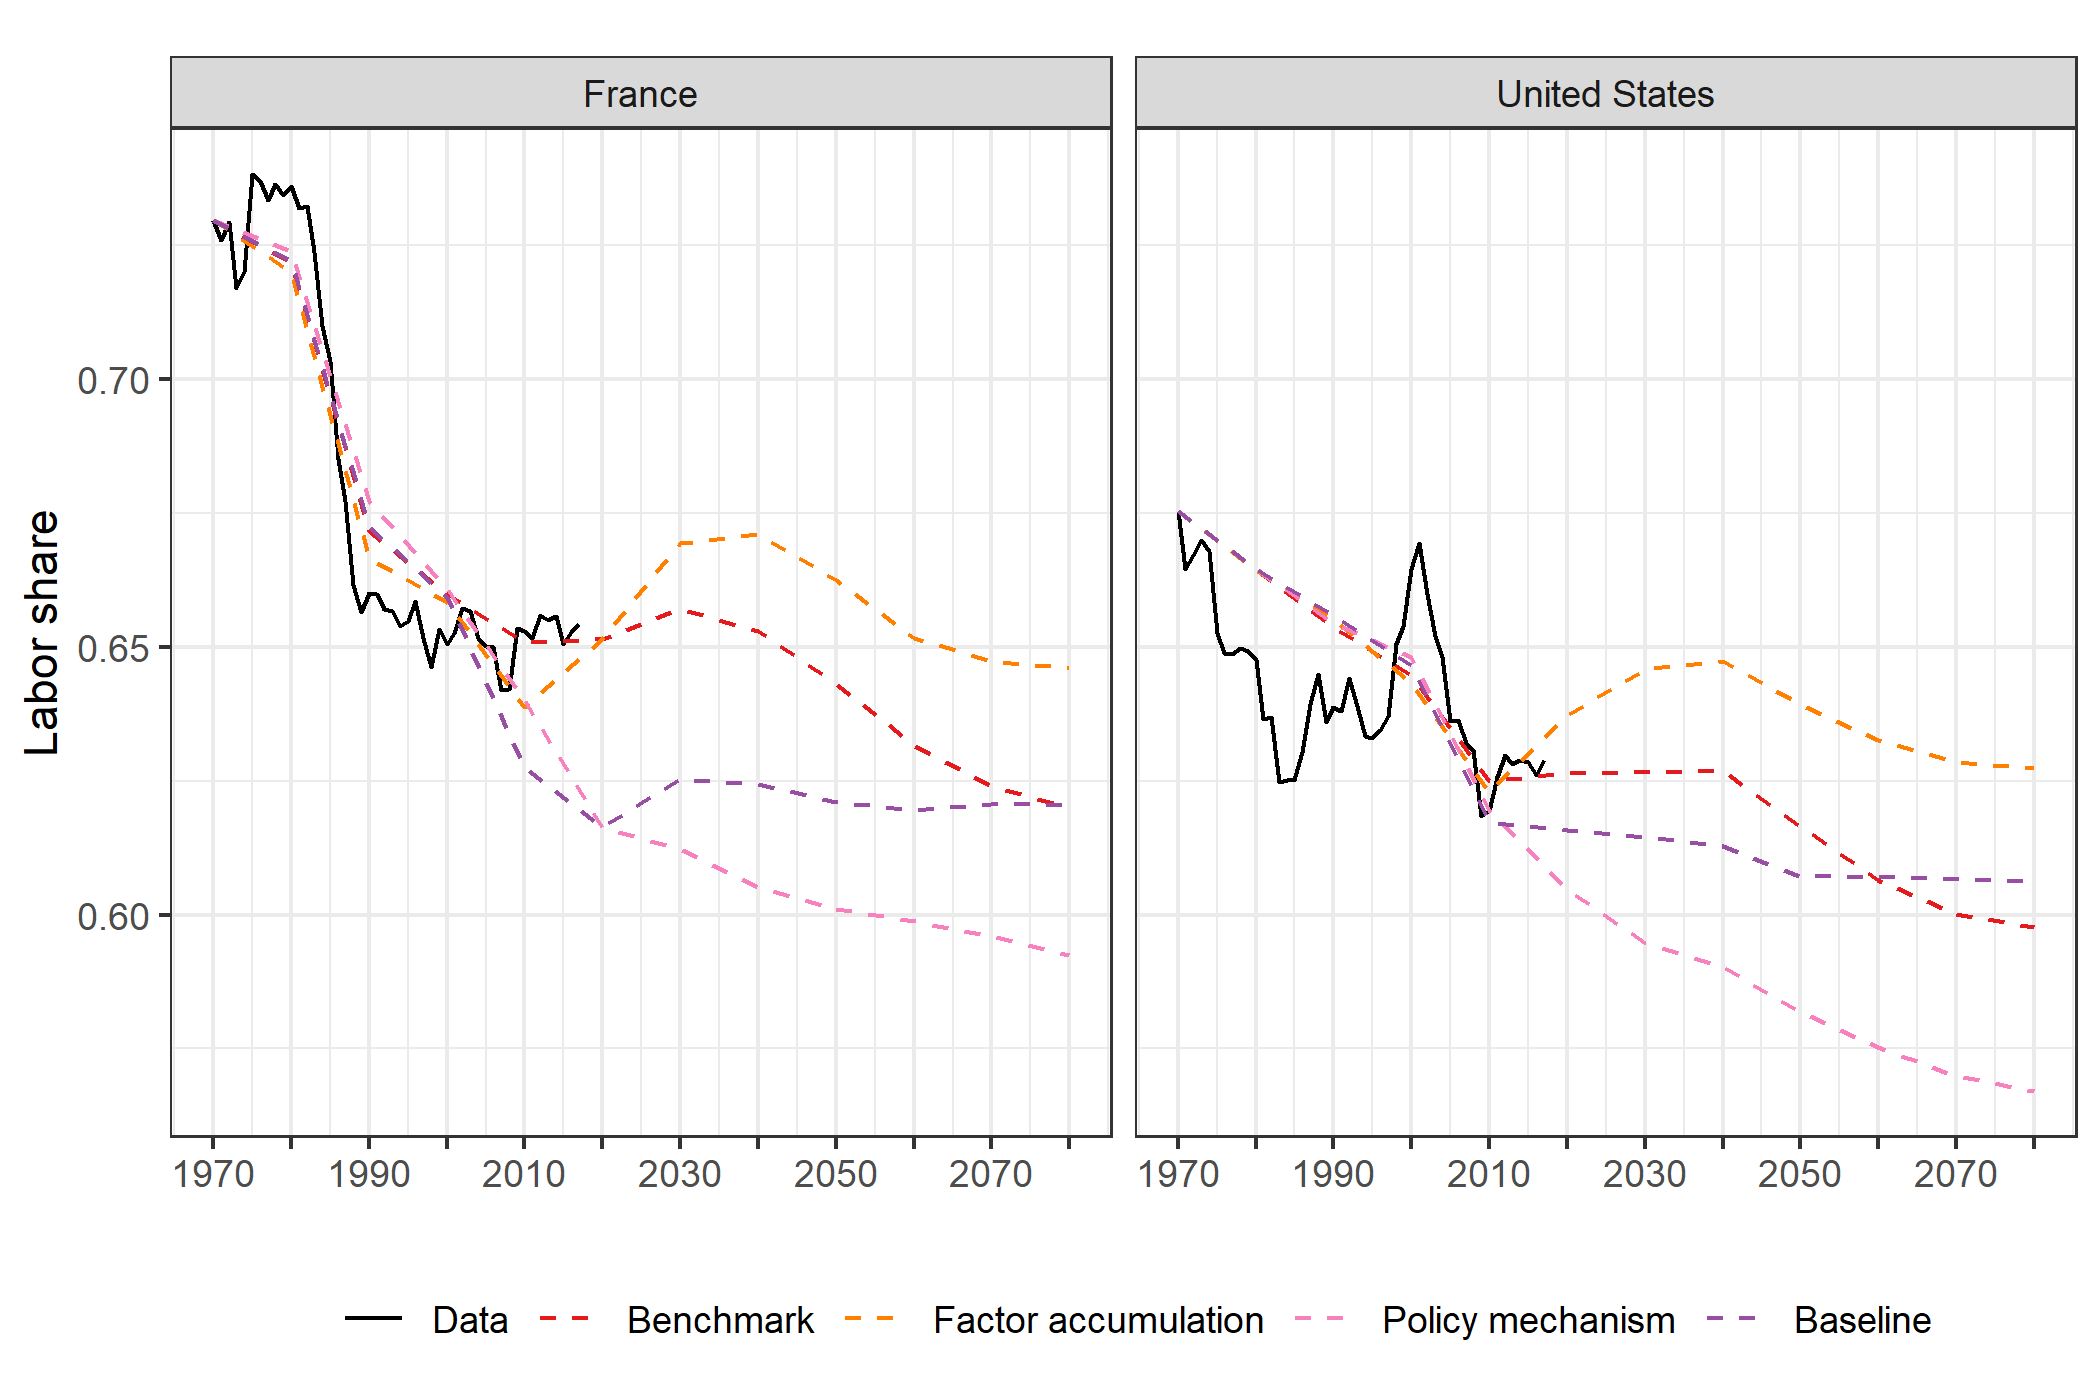 France
United States
Labor share
0.70
0.65
0.60
1970 1990 2010 2030 2050 2070
1970 1990 2010 2030 2050 2070
Data Benchmark Factor accumulation Policy mechanism Baseline